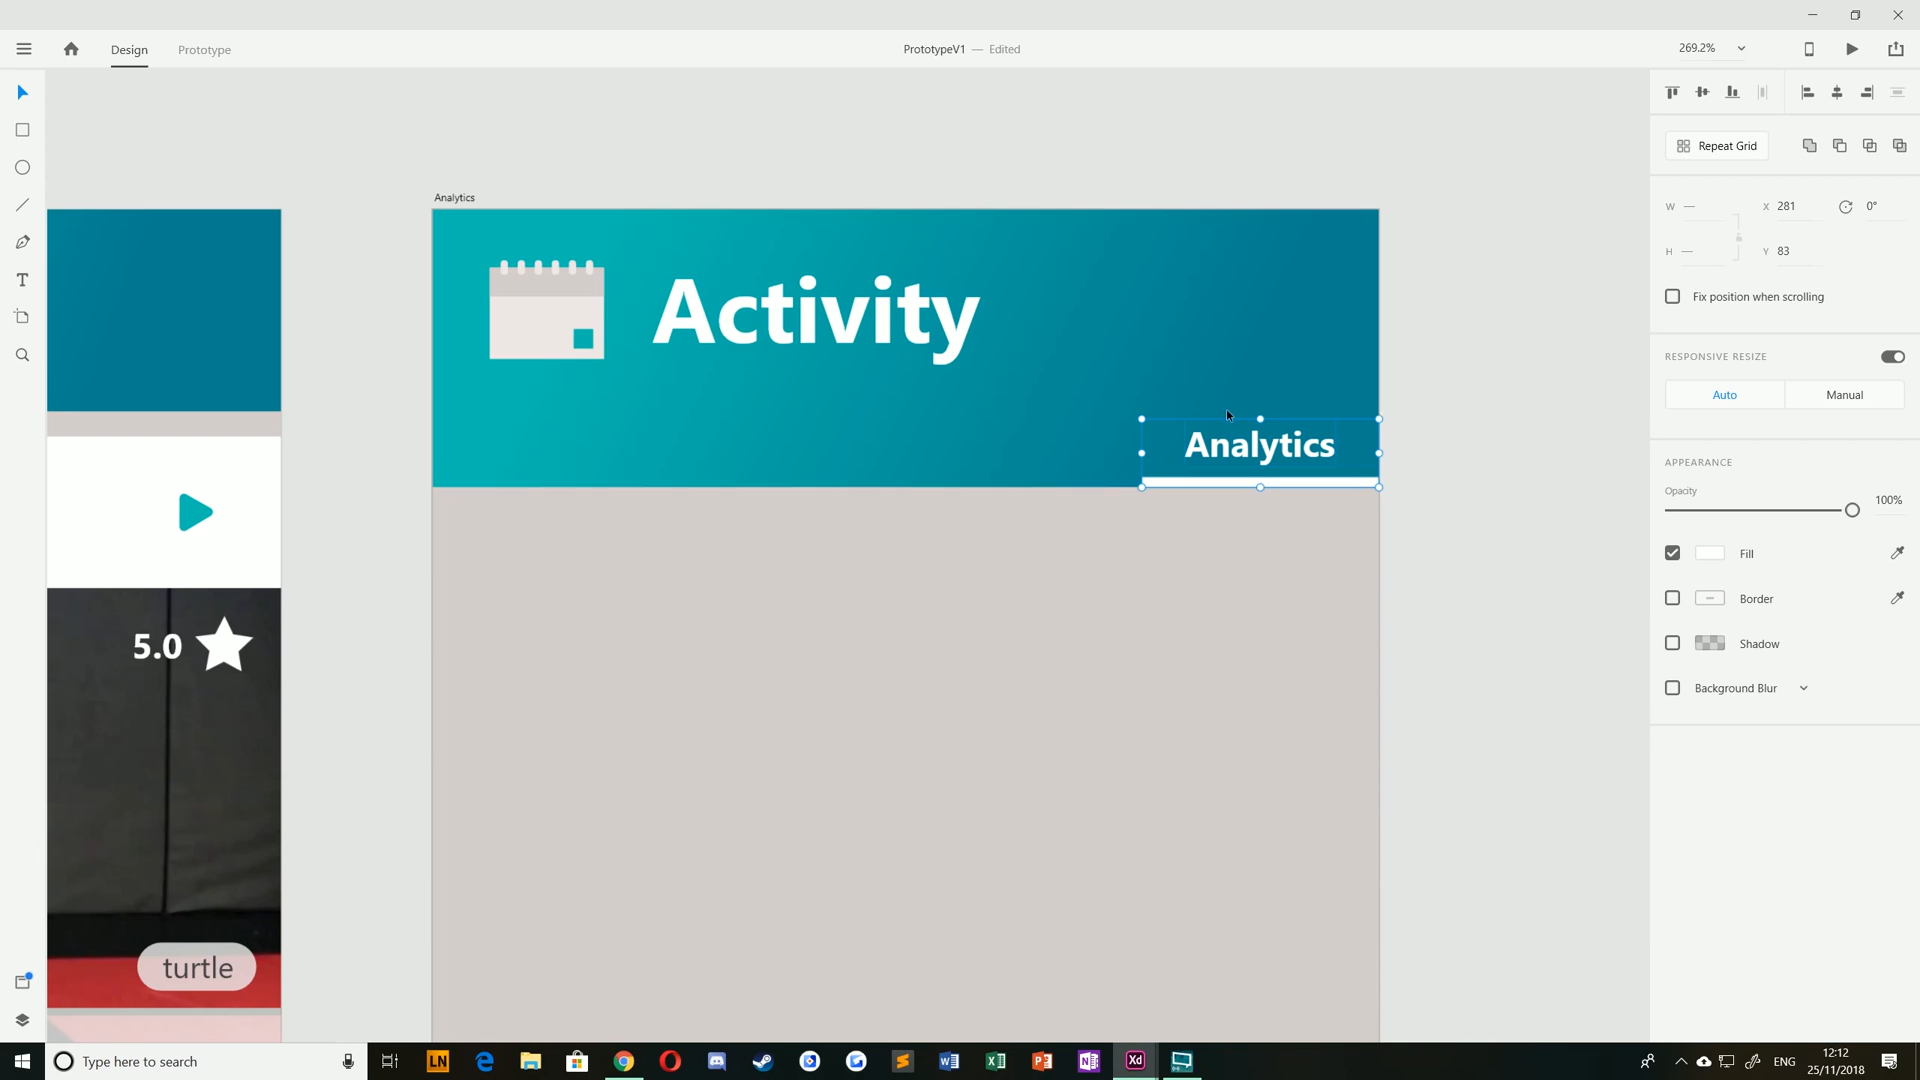 Design
Prototype
PrototypeV1 — Edited
269.2%
Repeat Grid
W —
X 281
0°
H —
Y 83
Fix position when scrolling
RESPONSIVE RESIZE
Auto
Manual
APPEARANCE
Opacity
100%
Fill
Border
Shadow
Background Blur
Analytics
Activity
Analytics
5.0
turtle
Type here to search
LN
Xd
ENG
12:12
25/11/2018